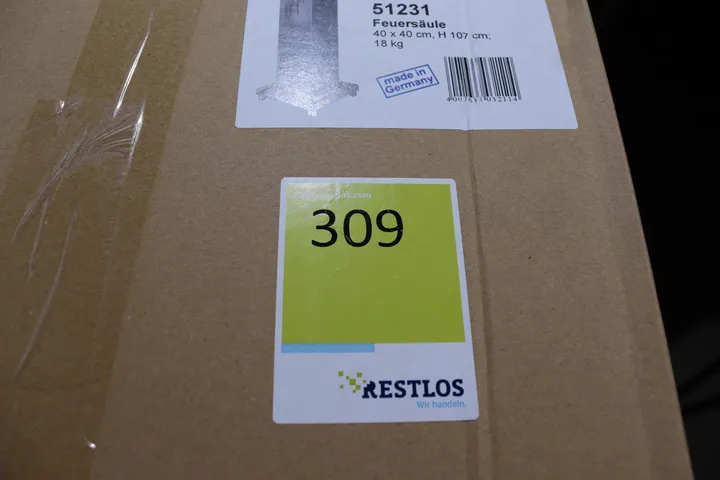 51231
Feuersäule
40 x 40 cm, H 107 cm;
18 kg
made in
Germany
309
RESTLOS
Wir handeln.